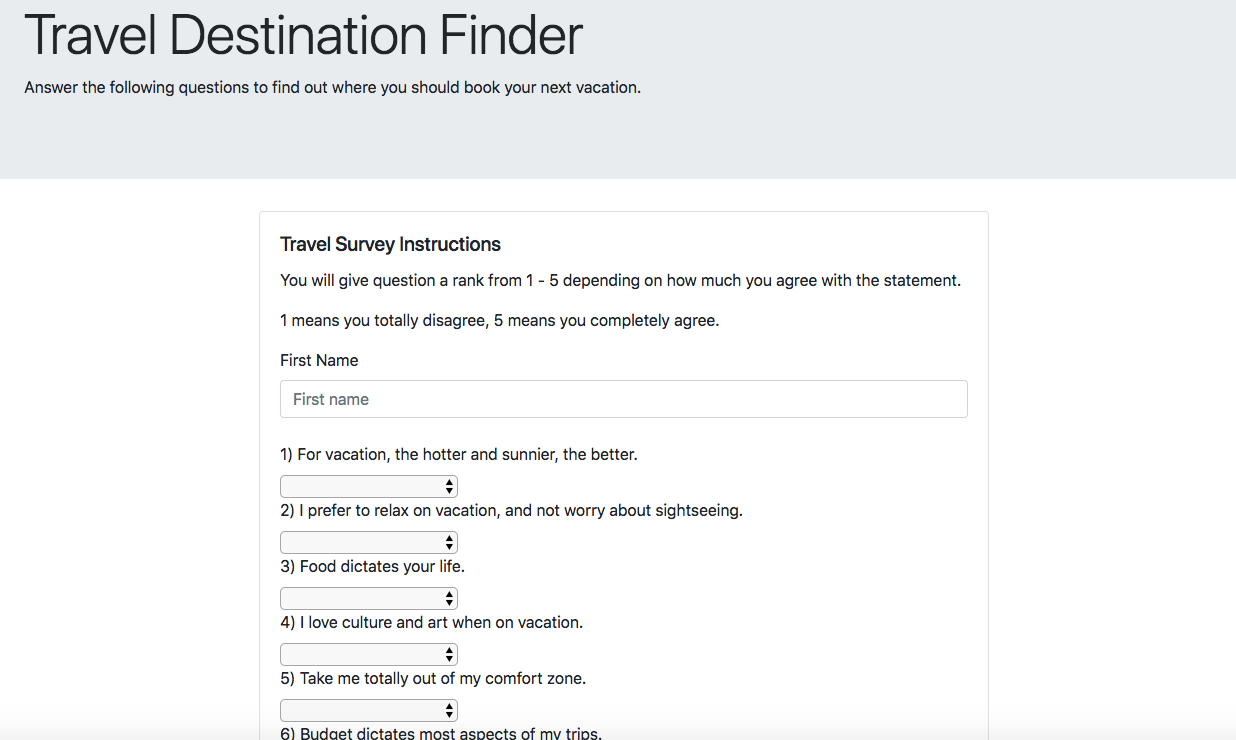 Travel Destination Finder
Answer the following questions to find out where you should book your next vacation.
Travel Survey Instructions
You will give question a rank from 1 - 5 depending on how much you agree with the statement.
1 means you totally disagree, 5 means you completely agree.
First Name
First name
1) For vacation, the hotter and sunnier, the better.
2) I prefer to relax on vacation, and not worry about sightseeing.
3) Food dictates your life.
4) I love culture and art when on vacation.
5) Take me totally out of my comfort zone.
6) Budget dictates most aspects of my trips.